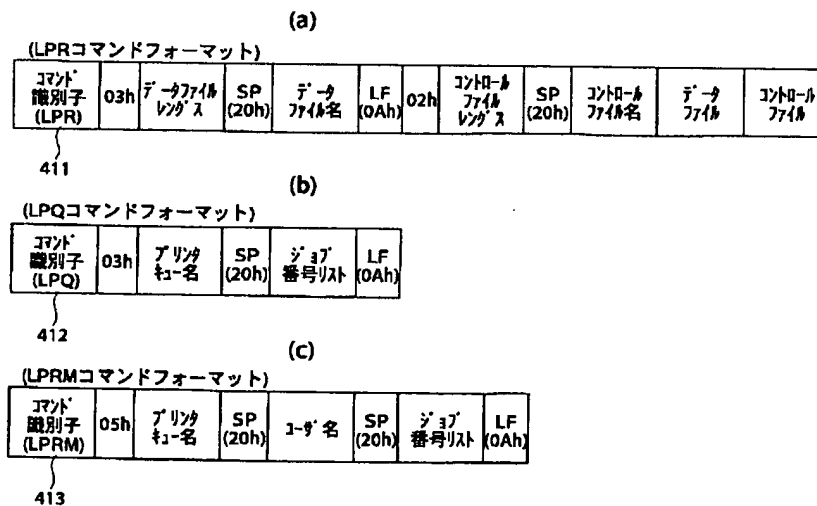 (a)
(LPRコマンドフォーマット)
コマンド
識別子
(LPR)
03h
データファイル
レングス
SP
(20h)
データ
ファイル名
LF
(0Ah)
02h
コントロール
ファイル
レングス
SP
(20h)
コントロール
ファイル名
データ
ファイル
コントロール
ファイル
411
(b)
(LPQコマンドフォーマット)
コマンド
識別子
(LPQ)
03h
プリンタ
キュー名
SP
(20h)
ジョブ
番号リスト
LF
(0Ah)
412
(c)
(LPRMコマンドフォーマット)
コマンド
識別子
(LPRM)
05h
プリンタ
キュー名
SP
(20h)
ユーザ名
SP
(20h)
ジョブ
番号リスト
LF
(0Ah)
413